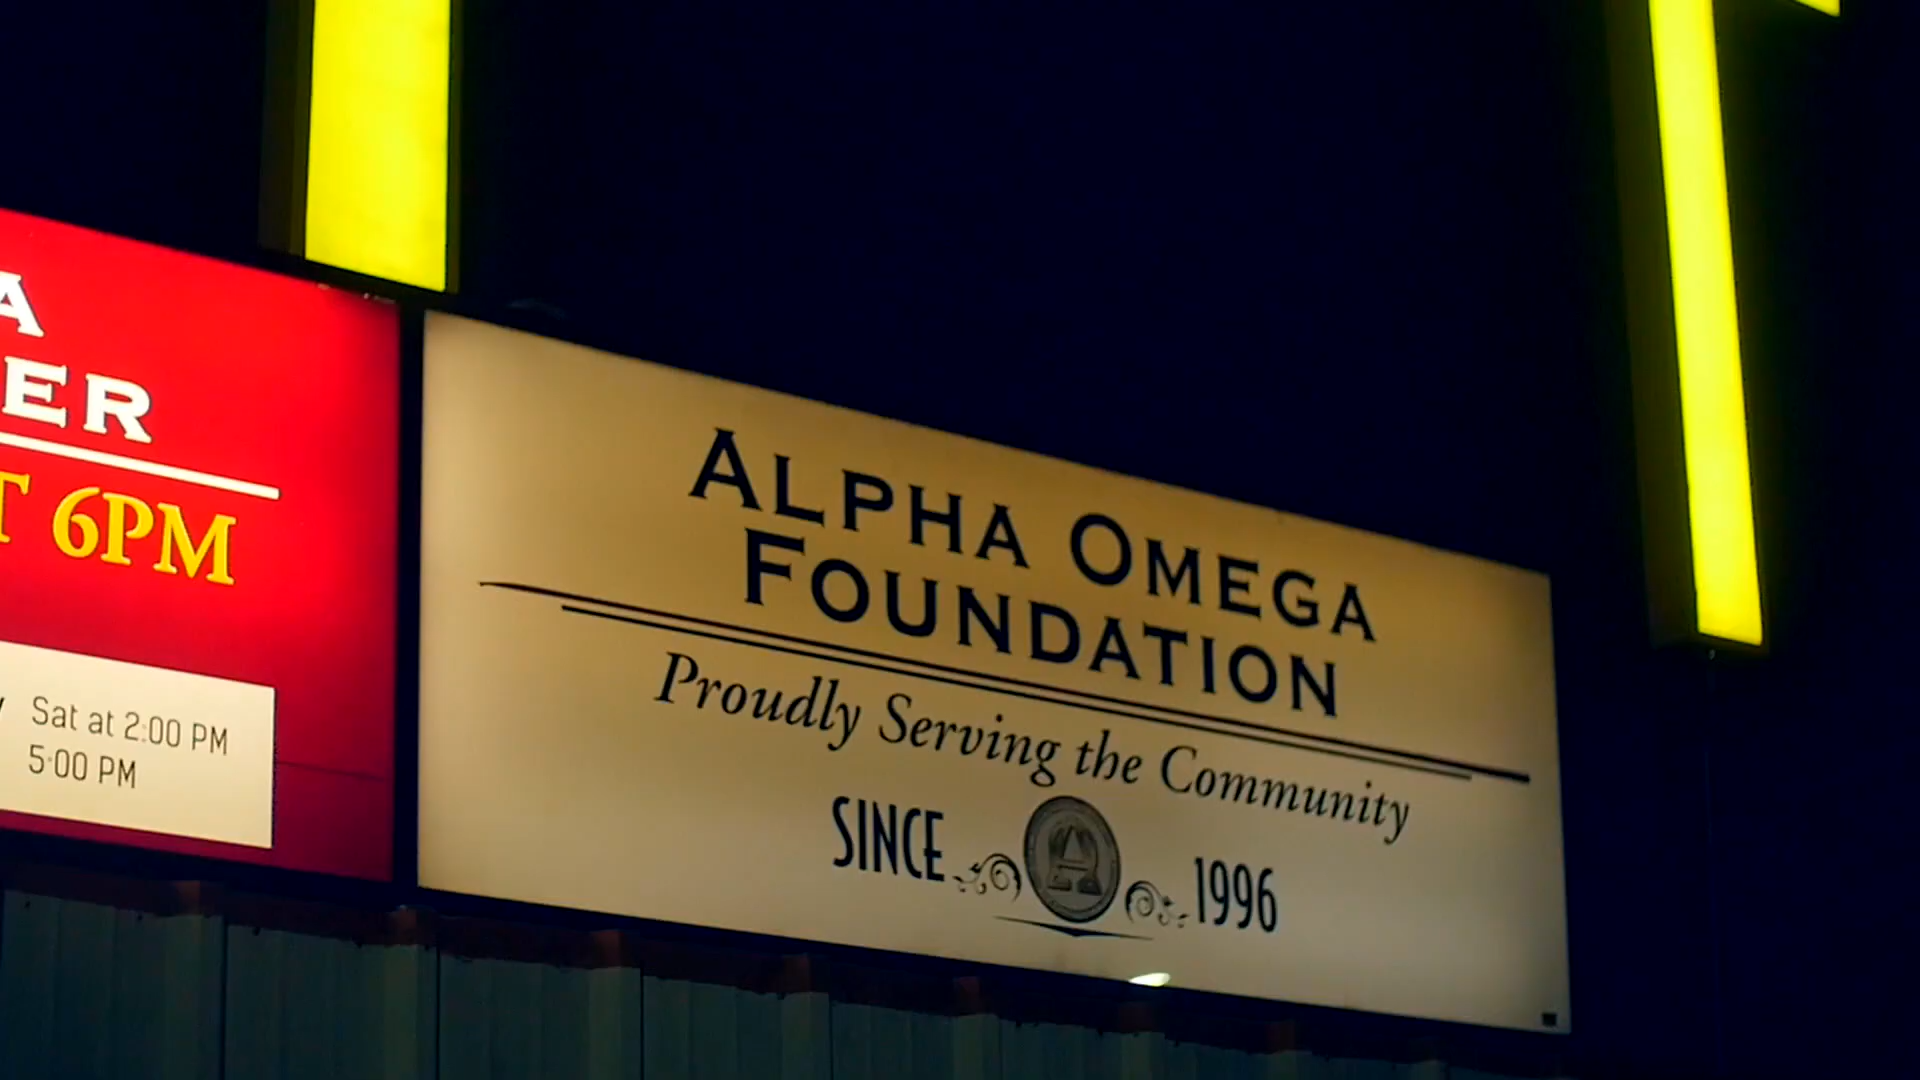 A
ER
T 6PM
Sat at 2:00 PM
5:00 PM
ALPHA OMEGA
FOUNDATION
Proudly Serving the Community
SINCE 1996